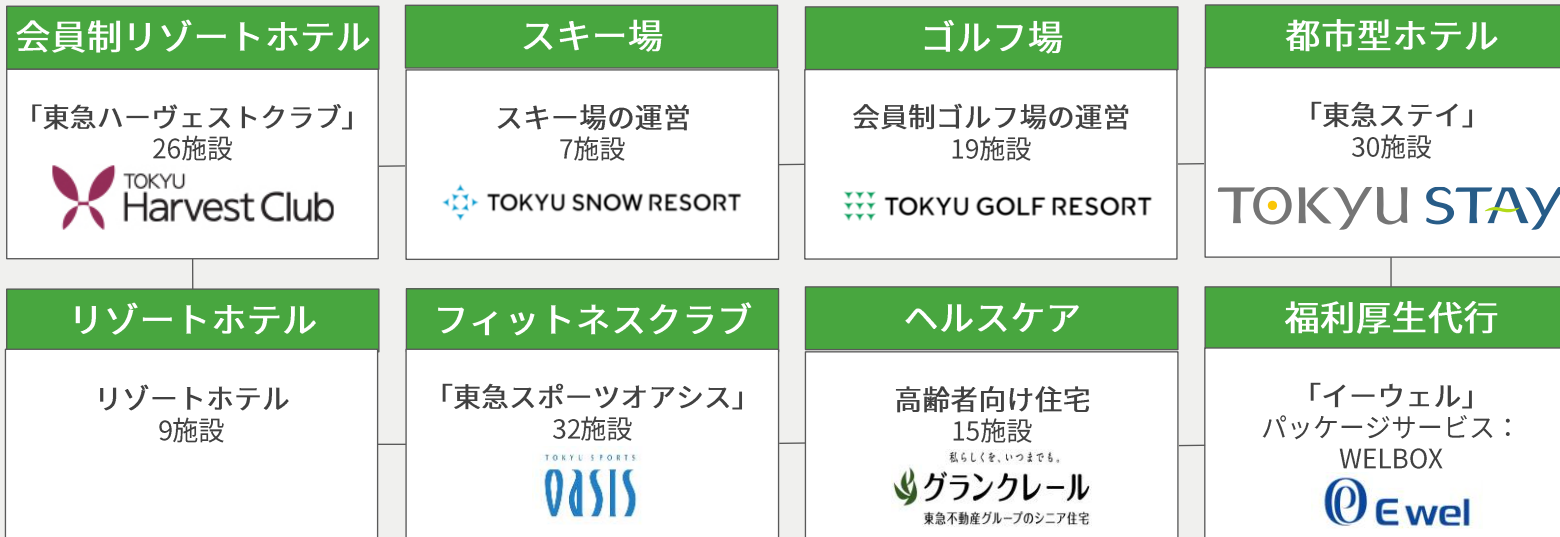 会員制リゾートホテル
「東急ハーヴェストクラブ」
26施設
TOKYU
Harvest Club
スキー場
スキー場の運営
7施設
TOKYU SNOW RESORT
ゴルフ場
会員制ゴルフ場の運営
19施設
TOKYU GOLF RESORT
都市型ホテル
「東急ステイ」
30施設
TOKYU STAY
リゾートホテル
リゾートホテル
9施設
フィットネスクラブ
「東急スポーツオアシス」
32施設
TOKYU SPORTS
OASIS
ヘルスケア
高齢者向け住宅
15施設
私らしくを、いつまでも。
グランクレール
東急不動産グループのシニア住宅
福利厚生代行
「イーウェル」
パッケージサービス：
WELBOX
Ewel